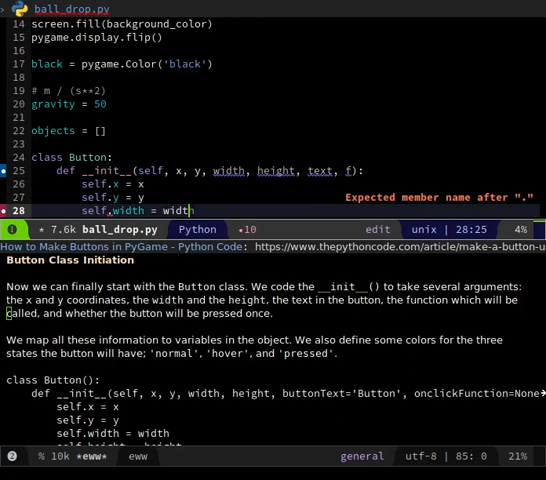 ball_drop.py
14 screen.fill(background_color)
15 pygame.display.flip()
16
17 black = pygame.Color('black')
18
19 # m / (s**2)
20 gravity = 50
21
22 objects = []
23
24 class Button:
25 def __init__(self, x, y, width, height, text, f):
26 self.x = x
27 self.y = y Expected member name after "."
28 self.width = width
1 * 7.6k ball_drop.py Python •10 edit unix | 28:25 4%
How to Make Buttons in PyGame - Python Code: https://www.thepythoncode.com/article/make-a-button-u
Button Class Initiation
Now we can finally start with the Button class. We code the __init__() to take several arguments:
the x and y coordinates, the width and the height, the text in the button, the function which will be
called, and whether the button will be pressed once.
We map all these information to variables in the object. We also define some colors for the three
states the button will have; 'normal', 'hover', and 'pressed'.
class Button():
def __init__(self, x, y, width, height, buttonText='Button', onclickFunction=None
self.x = x
self.y = y
self.width = width
self.height = height
2 % 10k *eww* eww general utf-8 | 85: 0 21%